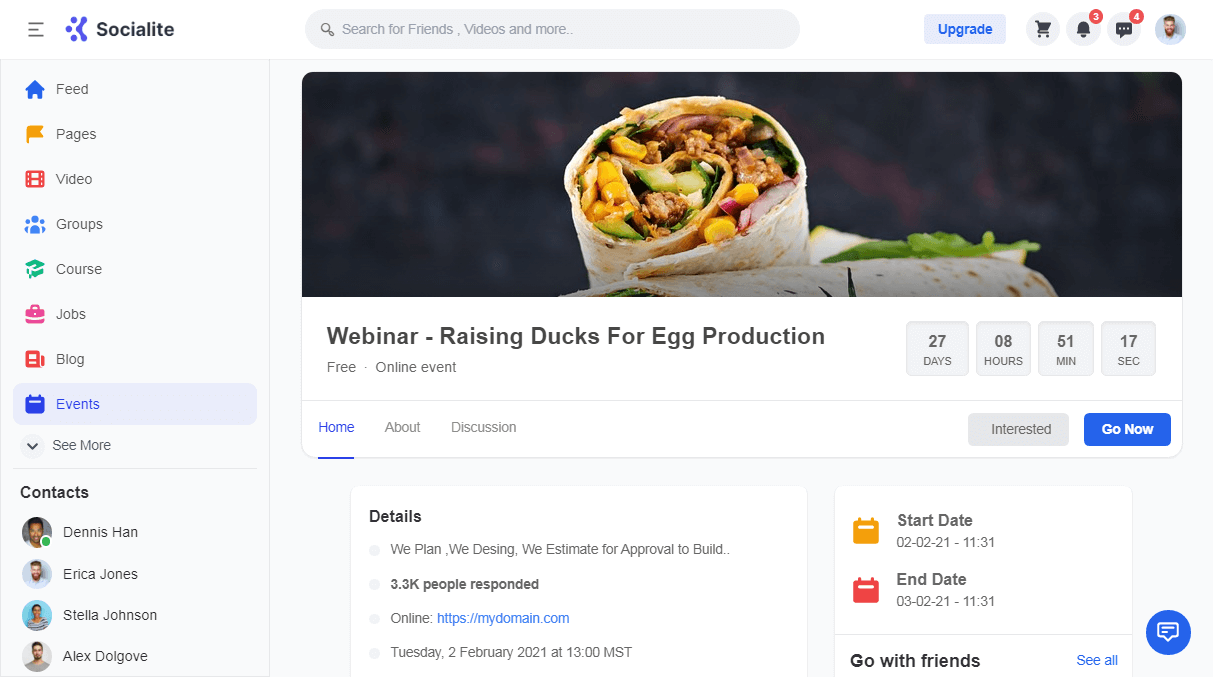 Socialite
Search for Friends , Videos and more..
Upgrade
3
4
Feed
Pages
Video
Groups
Course
Jobs
Blog
Events
See More
Contacts
Dennis Han
Erica Jones
Stella Johnson
Alex Dolgove
Webinar - Raising Ducks For Egg Production
Free · Online event
27 08 51 17
DAYS HOURS MIN SEC
Home About Discussion
Interested Go Now
Details
We Plan ,We Desing, We Estimate for Approval to Build..
3.3K people responded
Online: https://mydomain.com
Tuesday, 2 February 2021 at 13:00 MST
Start Date
02-02-21 - 11:31
End Date
03-02-21 - 11:31
Go with friends See all